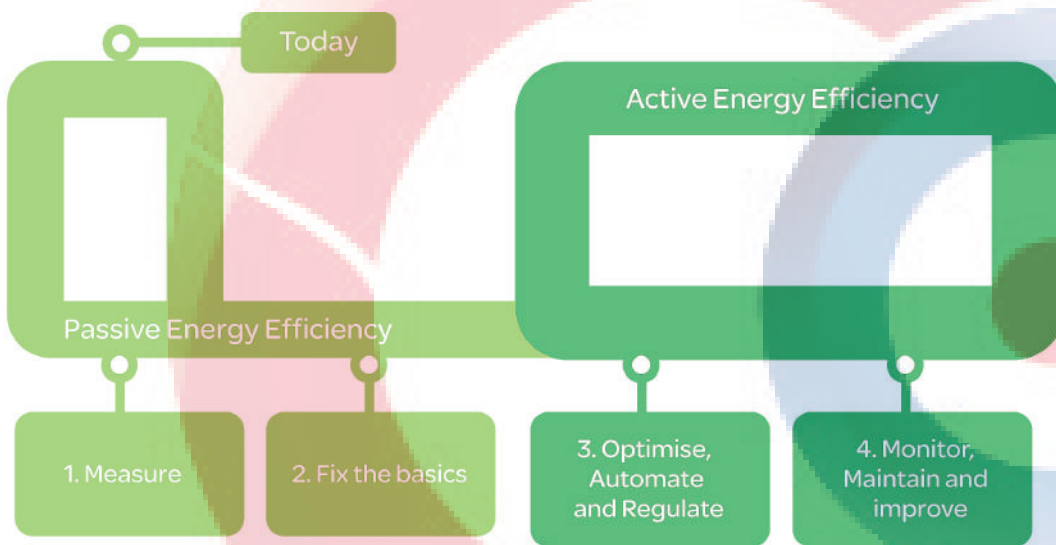 Today
Active Energy Efficiency
Passive Energy Efficiency
1. Measure
2. Fix the basics
3. Optimise,
Automate
and Regulate
4. Monitor,
Maintain and
improve